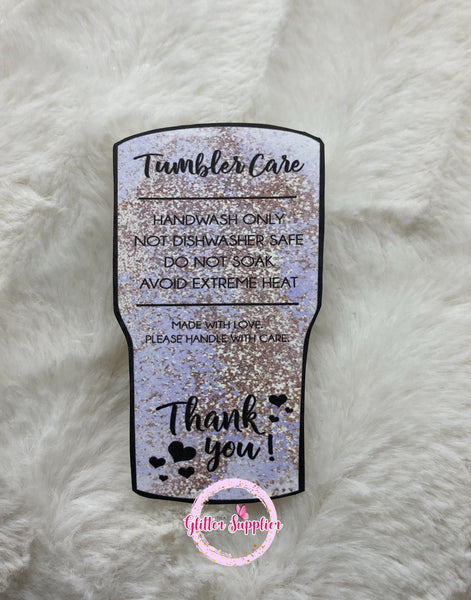 Tumbler Care
HANDWASH ONLY
NOT DISHWASHER SAFE
DO NOT SOAK
AVOID EXTREME HEAT
MADE WITH LOVE.
PLEASE HANDLE WITH CARE.
Thank
you!
Glitter Supplier